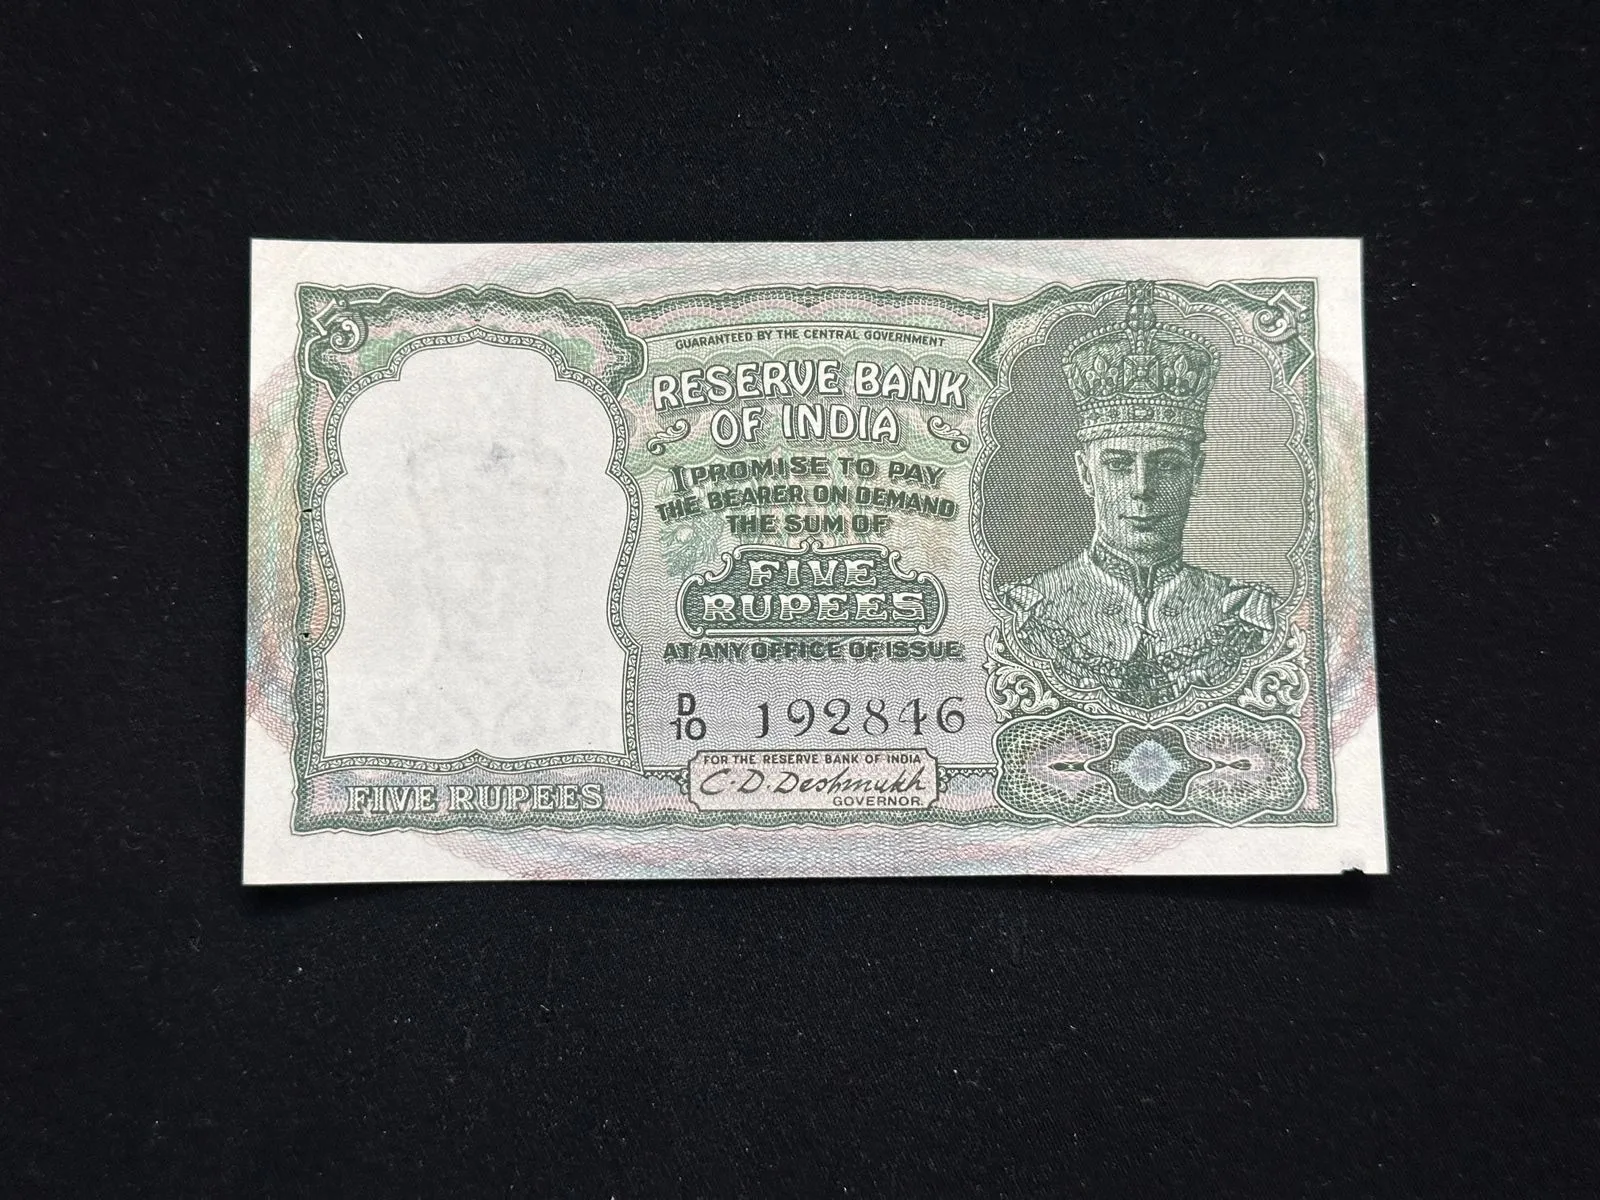 5
5
GUARANTEED BY THE CENTRAL GOVERNMENT
RESERVE BANK
OF INDIA
I PROMISE TO PAY
THE BEARER ON DEMAND
THE SUM OF
FIVE
RUPEES
AT ANY OFFICE OF ISSUE
D/10 192846
FOR THE RESERVE BANK OF INDIA
C. D. Deshmukh
GOVERNOR.
FIVE RUPEES